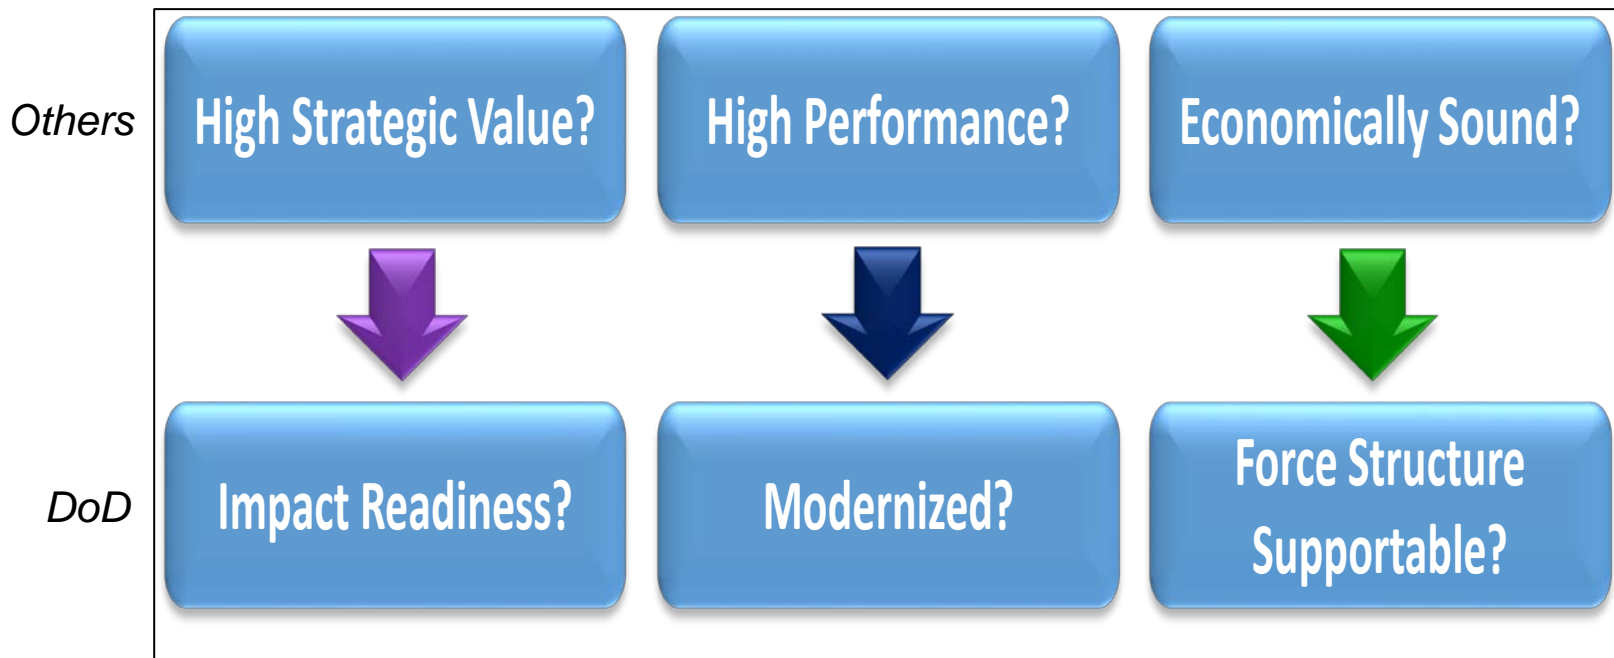 Others
High Strategic Value?
High Performance?
Economically Sound?
DoD
Impact Readiness?
Modernized?
Force Structure
Supportable?